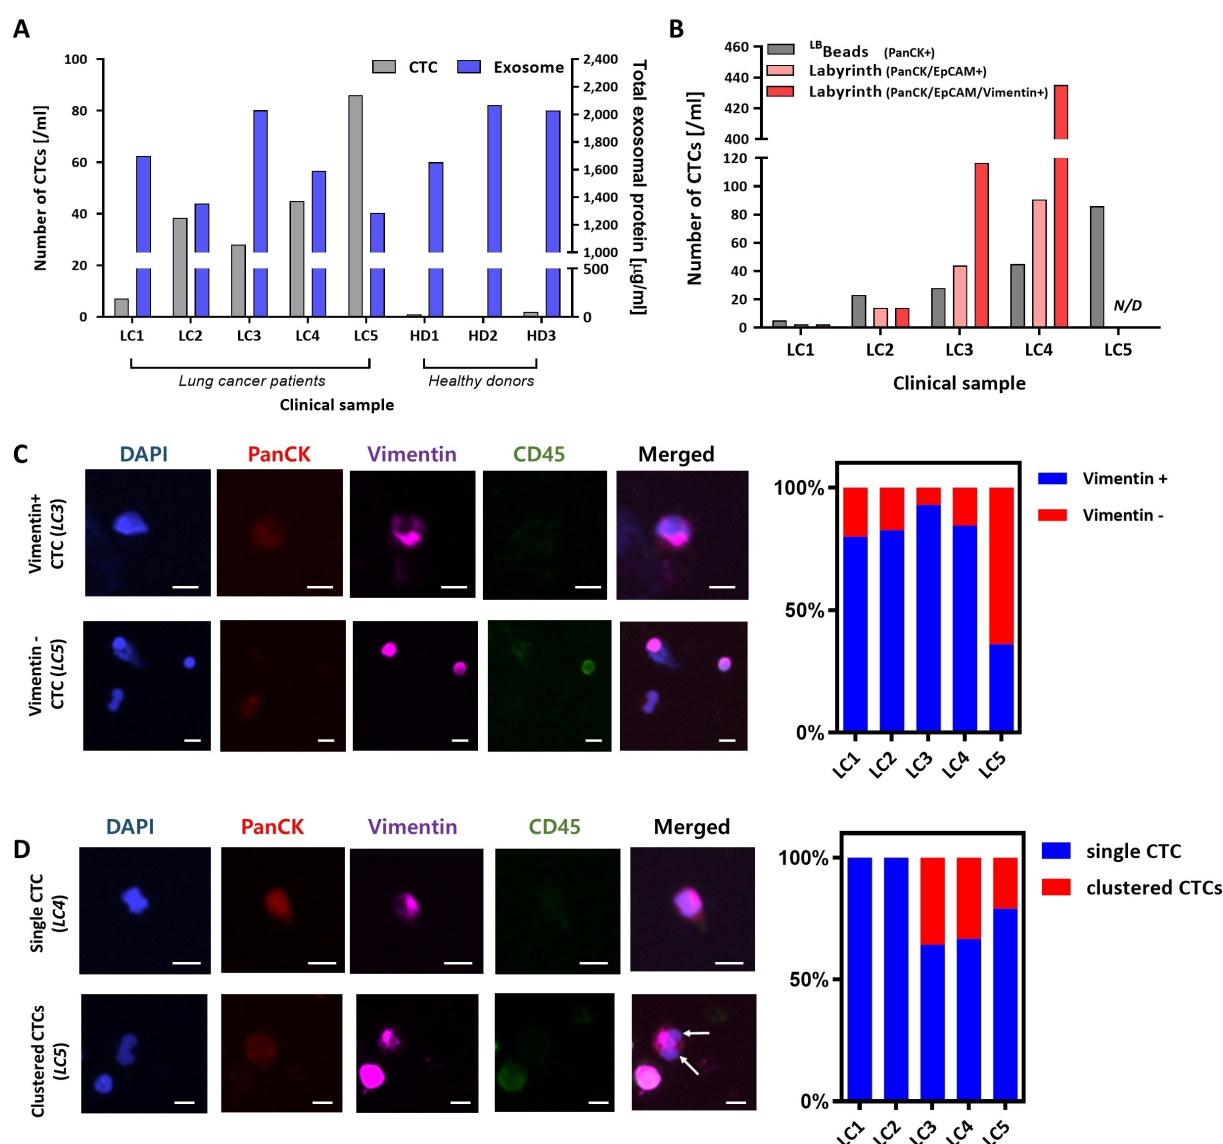 A
CTC Exosome
Number of CTCs [/ml]
100
80
60
40
20
0
2,400
2,200
2,000
1,800
1,600
1,400
1,200
1,000
500
0
Total exosomal protein [μg/ml]
LC1 LC2 LC3 LC4 LC5 HD1 HD2 HD3
Lung cancer patients Healthy donors
Clinical sample
B
LBBeads (PanCK+)
Labyrinth (PanCK/EpCAM+)
Labyrinth (PanCK/EpCAM/Vimentin+)
Number of CTCs [/ml]
460
440
420
400
120
100
80
60
40
20
0
N/D
LC1 LC2 LC3 LC4 LC5
Clinical sample
C
DAPI PanCK Vimentin CD45 Merged
Vimentin+
CTC (LC3)
Vimentin-
CTC (LC5)
100%
50%
0%
LC1 LC2 LC3 LC4 LC5
Vimentin +
Vimentin -
D
DAPI PanCK Vimentin CD45 Merged
Single CTC
(LC4)
Clustered CTCs
(LC5)
100%
50%
0%
LC1 LC2 LC3 LC4 LC5
single CTC
clustered CTCs